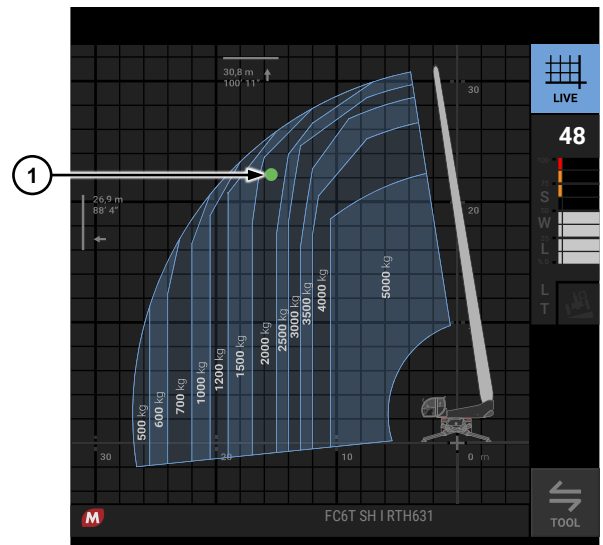 30,8 m
100' 11"
30
LIVE
48
1
S
W
L
26,9 m
88' 4"
20
500 kg
600 kg
700 kg
1000 kg
1200 kg
1500 kg
2000 kg
2500 kg
3000 kg
3500 kg
4000 kg
5000 kg
L
T
30
20
10
0 m
M
FC6T SH I RTH631
TOOL